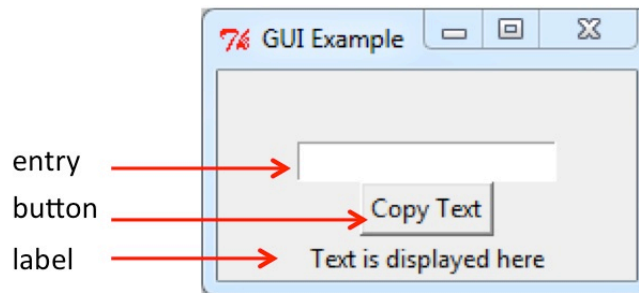 GUI Example
entry
button
Copy Text
label
Text is displayed here